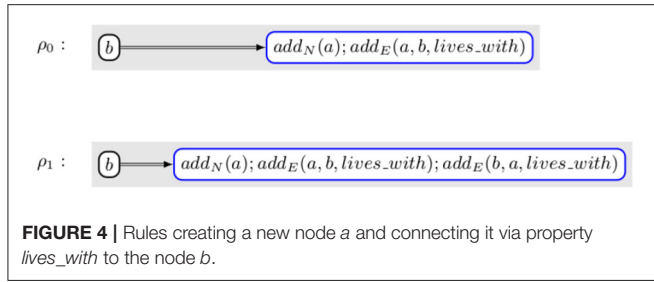 ρ₀ : b add_N(a); add_E(a, b, lives_with)
ρ₁ : b add_N(a); add_E(a, b, lives_with); add_E(b, a, lives_with)
FIGURE 4 | Rules creating a new node a and connecting it via property
lives_with to the node b.